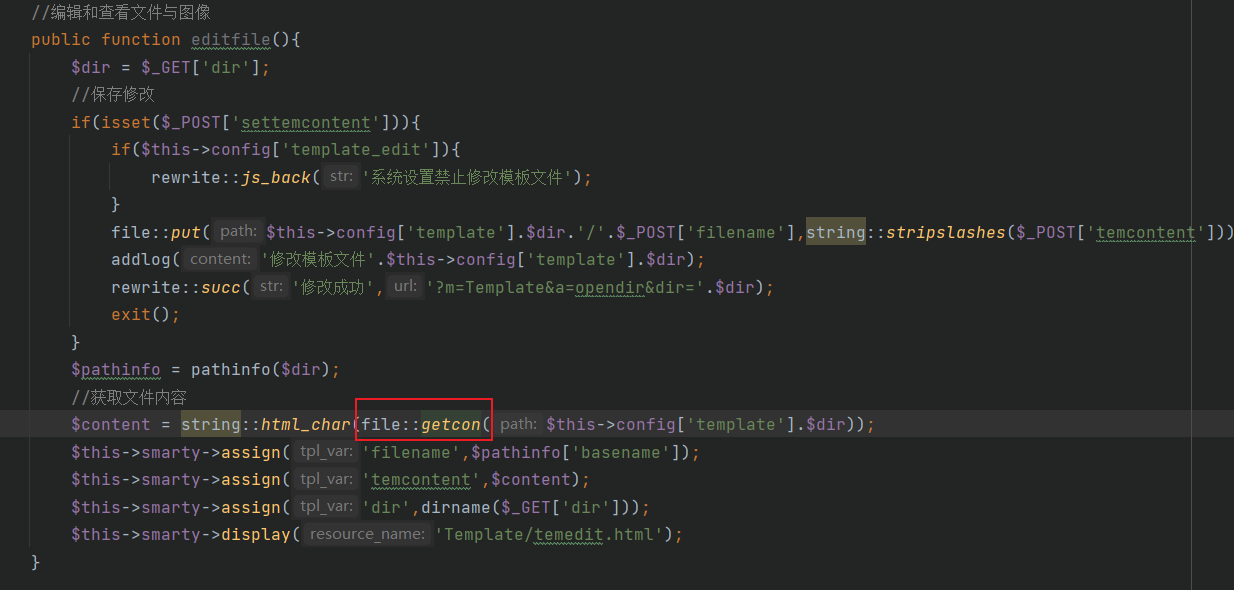 //编辑和查看文件与图像
public function editfile(){
$dir = $_GET['dir'];
//保存修改
if(isset($_POST['settemcontent'])){
if($this->config['template_edit']){
rewrite::js_back( str: '系统设置禁止修改模板文件');
}
file::put( path: $this->config['template'].$dir.'/'.$_POST['filename'],string::stripslashes($_POST['temcontent']))
addlog( content: '修改模板文件'.$this->config['template'].$dir);
rewrite::succ( str: '修改成功', url: '?m=Template&a=opendir&dir='.$dir);
exit();
}
$pathinfo = pathinfo($dir);
//获取文件内容
$content = string::html_char(file::getcon( path: $this->config['template'].$dir));
$this->smarty->assign( tpl_var: 'filename',$pathinfo['basename']);
$this->smarty->assign( tpl_var: 'temcontent',$content);
$this->smarty->assign( tpl_var: 'dir',dirname($_GET['dir']));
$this->smarty->display( resource_name: 'Template/temedit.html');
}